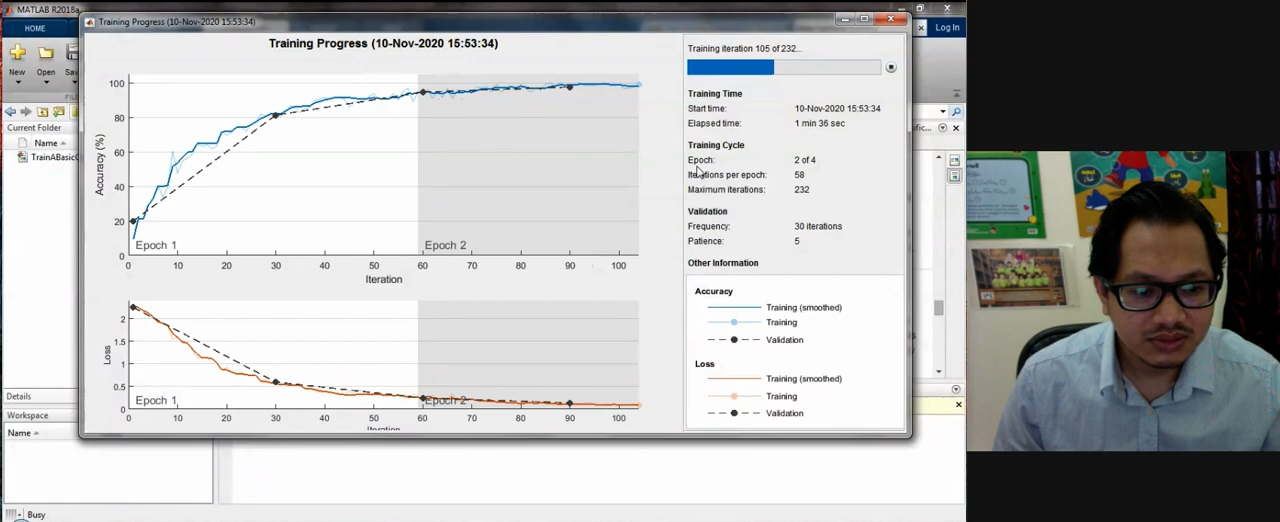 MATLAB R2018a
HOME
Log In
New
Open
Current Folder
Name
TrainABasicC
Details
Workspace
Name
Busy
Training Progress (10-Nov-2020 15:53:34)
Training Progress (10-Nov-2020 15:53:34)
Accuracy (%)
100
80
60
40
20
0
Epoch 1
Epoch 2
0 10 20 30 40 50 60 70 80 90 100
Iteration
Loss
2
1.5
1
0.5
0
Epoch 1
Epoch 2
0 10 20 30 40 50 60 70 80 90 100
Iteration
Training iteration 105 of 232...
Training Time
Start time: 10-Nov-2020 15:53:34
Elapsed time: 1 min 36 sec
Training Cycle
Epoch: 2 of 4
Iterations per epoch: 58
Maximum iterations: 232
Validation
Frequency: 30 iterations
Patience: 5
Other Information
Accuracy
Training (smoothed)
Training
Validation
Loss
Training (smoothed)
Training
Validation